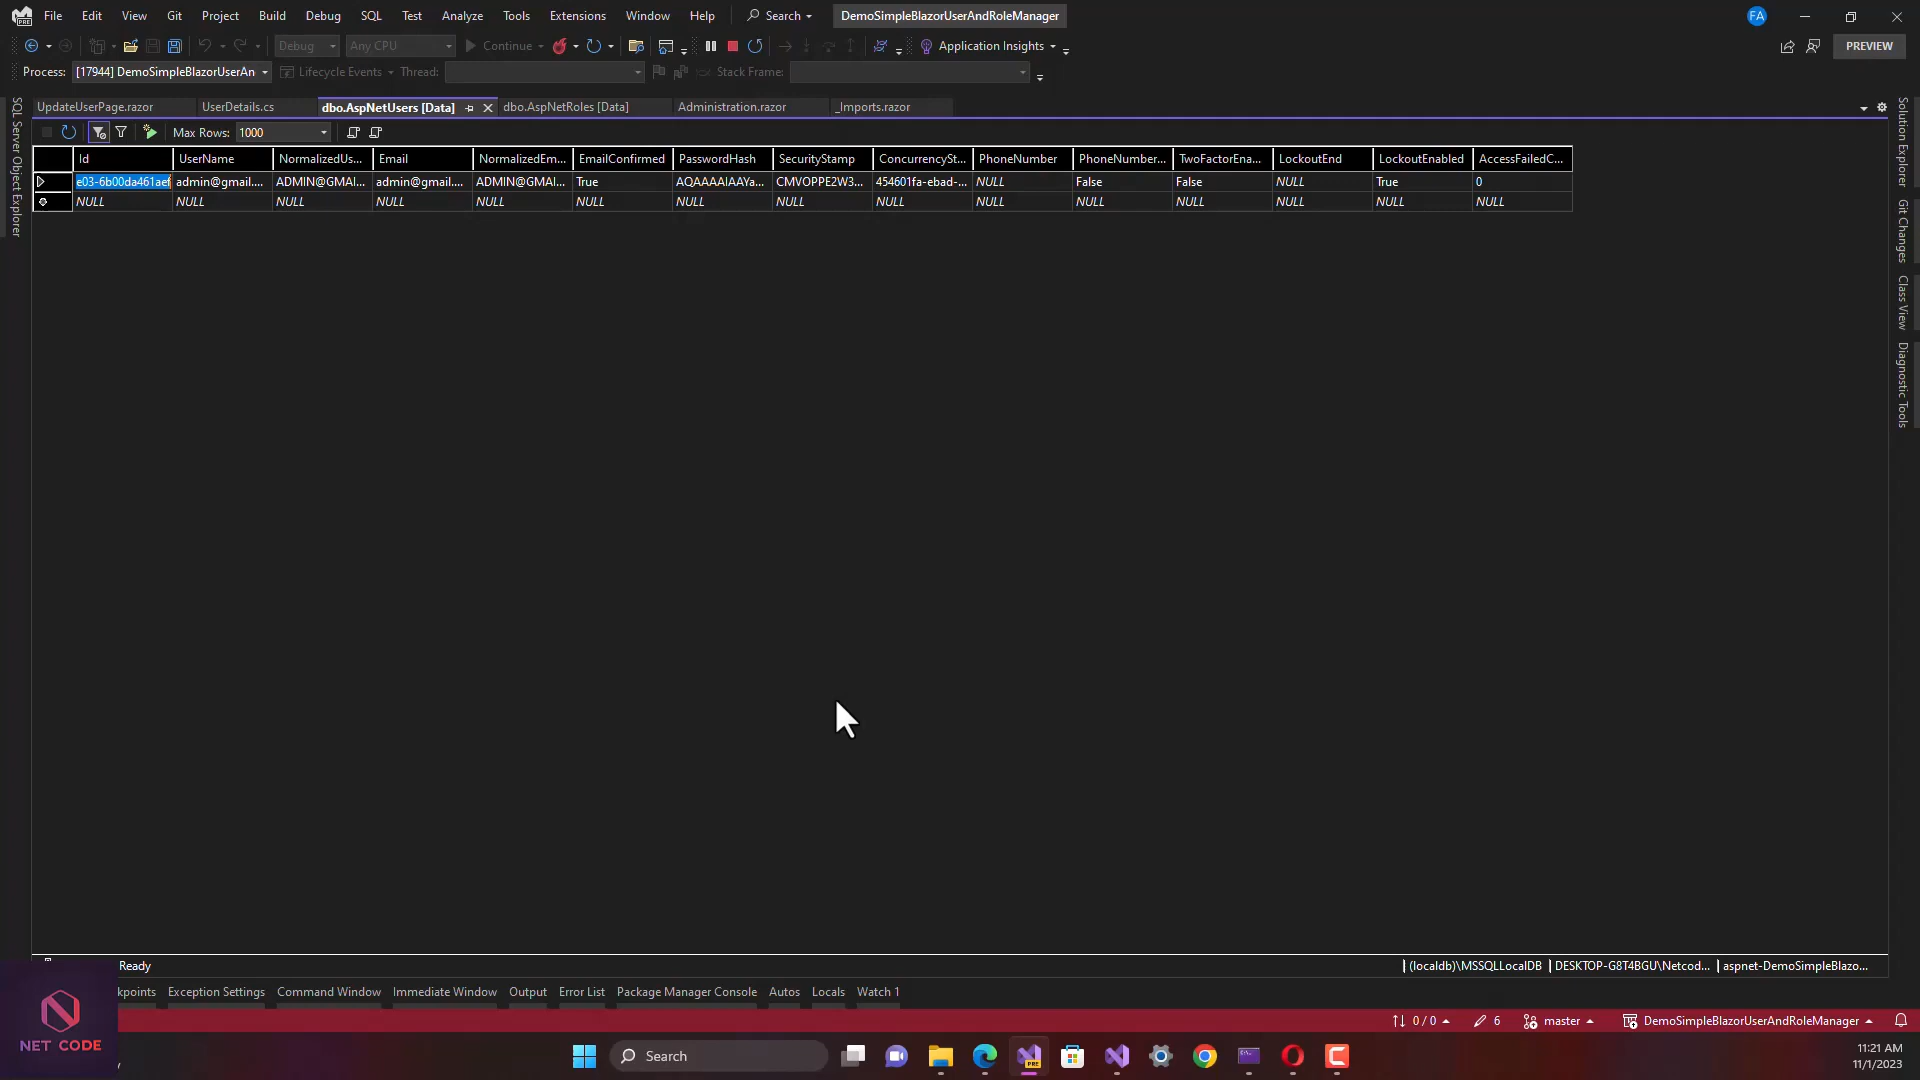 File Edit View Git Project Build Debug SQL Test Analyze Tools Extensions Window Help Search DemoSimpleBlazorUserAndRoleManager FA
Debug Any CPU Continue Application Insights PREVIEW
Process: [17944] DemoSimpleBlazorUserAn Lifecycle Events Thread: Stack Frame:
UpdateUserPage.razor UserDetails.cs dbo.AspNetUsers [Data] dbo.AspNetRoles [Data] Administration.razor _Imports.razor
Max Rows: 1000
Id UserName NormalizedUs... Email NormalizedEm... EmailConfirmed PasswordHash SecurityStamp ConcurrencySt... PhoneNumber PhoneNumber... TwoFactorEna... LockoutEnd LockoutEnabled AccessFailedC...
e03-6b00da461aef admin@gmail.... ADMIN@GMAI... admin@gmail.... ADMIN@GMAI... True AQAAAAIAAYa... CMVOPPE2W3... 454601fa-ebad-... NULL False False NULL True 0
NULL NULL NULL NULL NULL NULL NULL NULL NULL NULL NULL NULL NULL NULL NULL
SQL Server Object Explorer
Solution Explorer
Git Changes
Class View
Diagnostic Tools
Ready (localdb)\MSSQLLocalDB DESKTOP-G8T4BGU\Netcod... aspnet-DemoSimpleBlazo...
kpoints Exception Settings Command Window Immediate Window Output Error List Package Manager Console Autos Locals Watch 1
0 / 0 6 master DemoSimpleBlazorUserAndRoleManager
NET CODE
Search
PRE
11:21 AM
11/1/2023